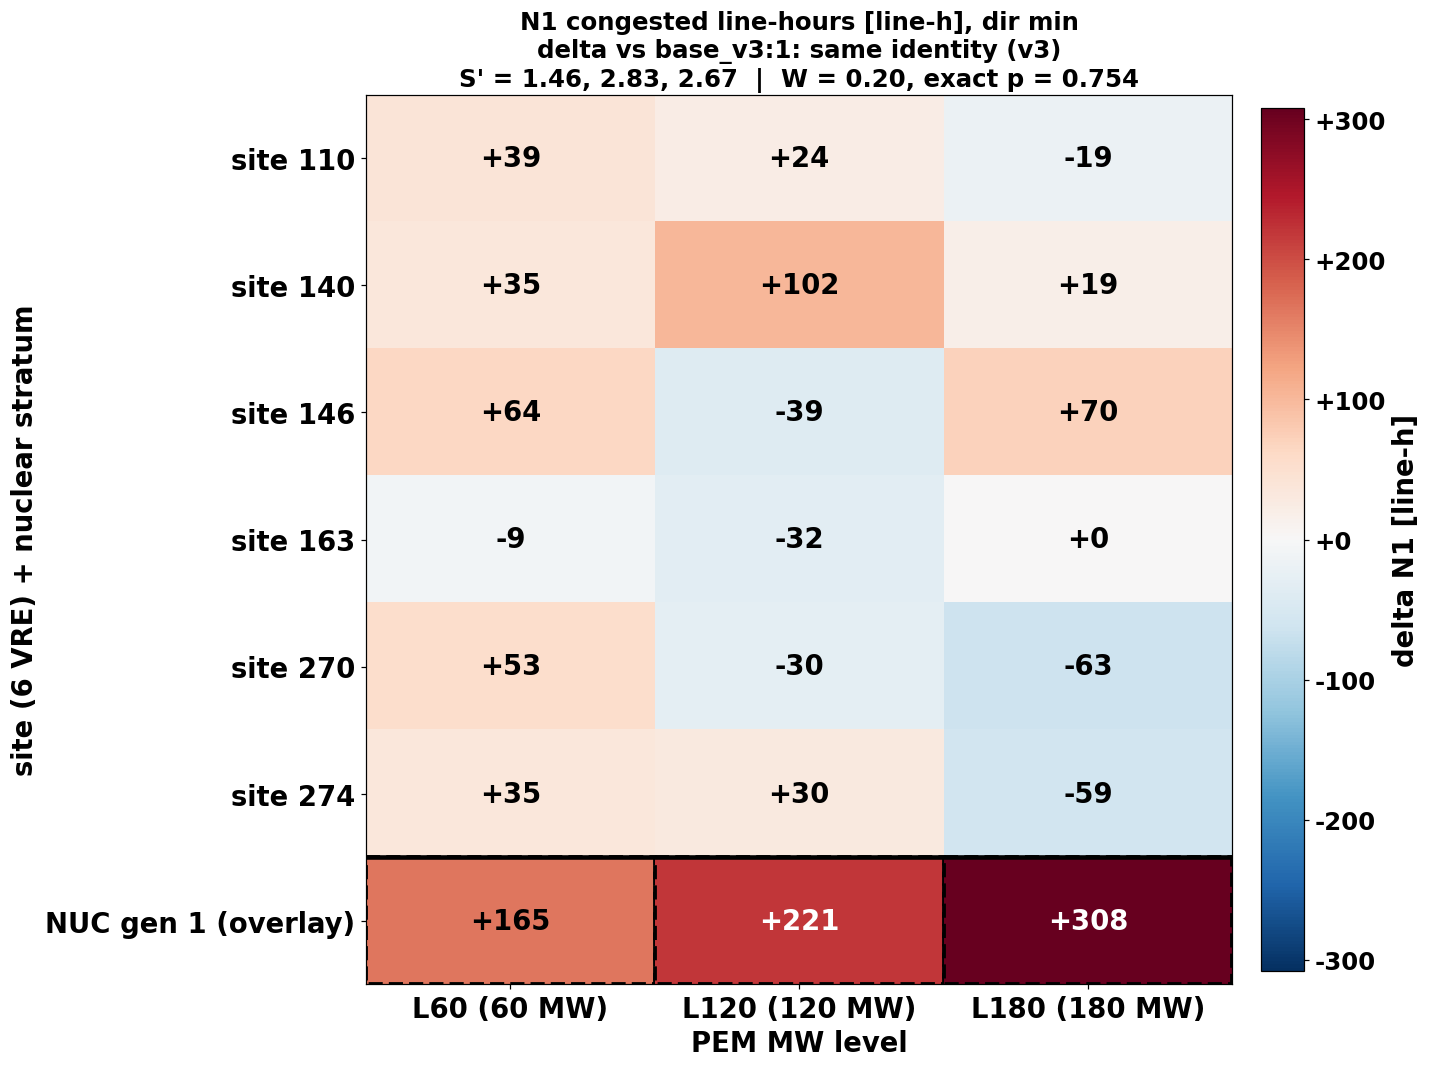 N1 congested line-hours [line-h], dir min
delta vs base_v3:1: same identity (v3)
S' = 1.46, 2.83, 2.67 | W = 0.20, exact p = 0.754
site (6 VRE) + nuclear stratum
site 110
+39
+24
-19
site 140
+35
+102
+19
site 146
+64
-39
+70
site 163
-9
-32
+0
site 270
+53
-30
-63
site 274
+35
+30
-59
NUC gen 1 (overlay)
+165
+221
+308
L60 (60 MW)
L120 (120 MW)
L180 (180 MW)
PEM MW level
+300
+200
+100
+0
-100
-200
-300
delta N1 [line-h]